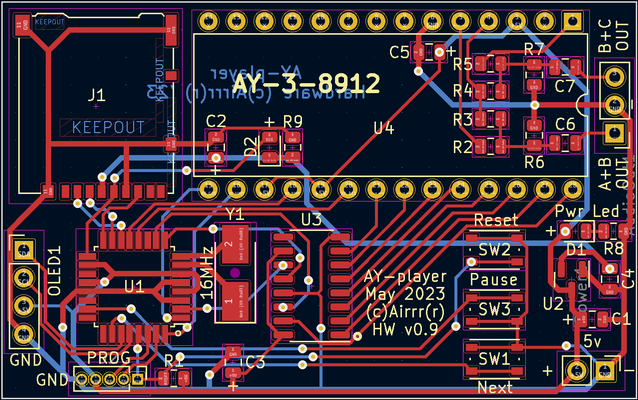 KEEPOUT
J1
KEEPOUT
KEEPOUT
AY-player
AY-3-8912
Hardware (c)Airrr(r)
U4
C5
+
R5
R4
R3
R2
R7
C7
C6
R6
B+C
OUT
A+B
OUT
C2
+
D2
+
R9
Y1
2
1
16MHz
U3
U1
OLED1
GND
PROG
GND
R1
C3
+
AY-player
May 2023
(c)Airrr(r)
HW v0.9
Reset
SW2
Pause
SW3
SW1
Next
Pwr Led
+
D1
R8
C4
U2
C1
+
5v
+
-